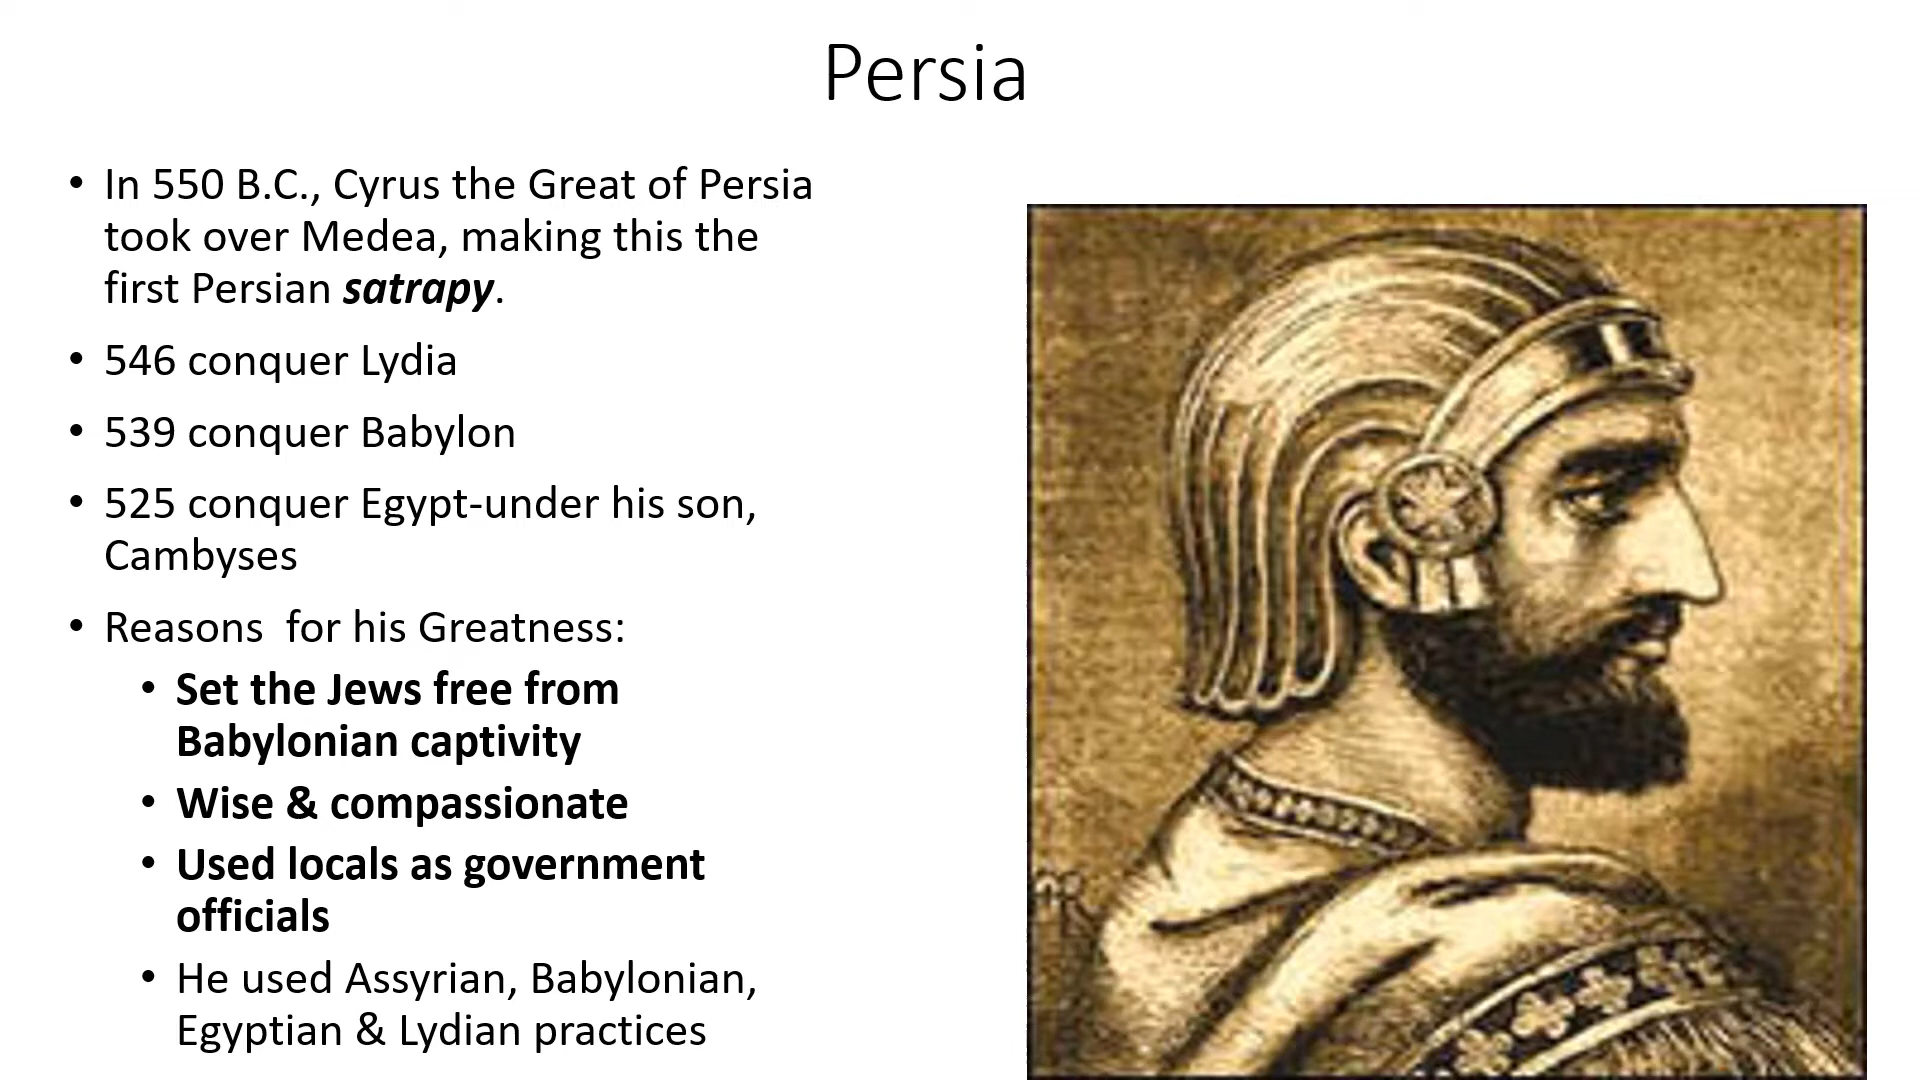 Persia
• In 550 B.C., Cyrus the Great of Persia
took over Medea, making this the
first Persian satrapy.
• 546 conquer Lydia
• 539 conquer Babylon
• 525 conquer Egypt-under his son,
Cambyses
• Reasons  for his Greatness:
• Set the Jews free from
Babylonian captivity
• Wise & compassionate
• Used locals as government
officials
• He used Assyrian, Babylonian,
Egyptian & Lydian practices